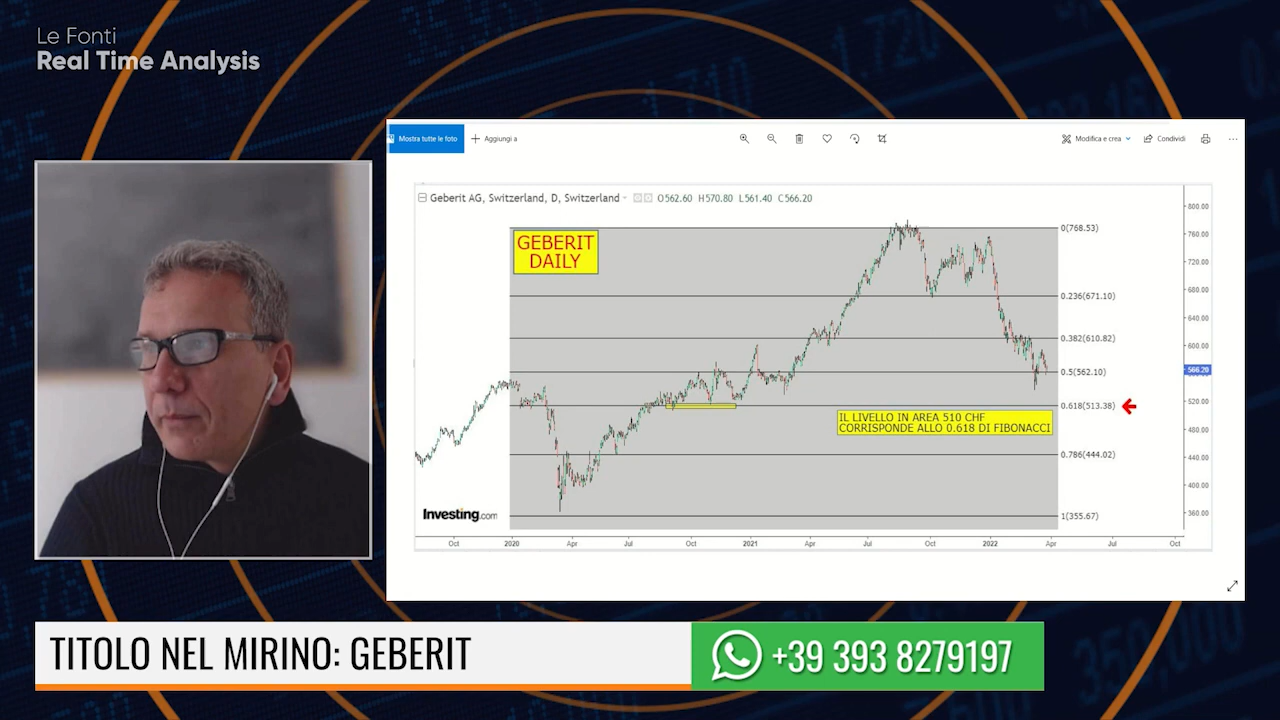 Le Fonti
Real Time Analysis
Mostra tutte le foto
Aggiungi a
Modifica e crea
Condividi
Geberit AG, Switzerland, D, Switzerland
O562.60 H570.80 L561.40 C566.20
GEBERIT
DAILY
0(768.53)
0.236(671.10)
0.382(610.82)
0.5(562.10)
0.618(513.38)
0.786(444.02)
1(355.67)
IL LIVELLO IN AREA 510 CHF
CORRISPONDE ALLO 0.618 DI FIBONACCI
800.00
760.00
720.00
680.00
640.00
600.00
566.20
520.00
480.00
440.00
400.00
360.00
Investing.com
Oct 2020 Apr Jul Oct 2021 Apr Jul Oct 2022 Apr Jul Oct
TITOLO NEL MIRINO: GEBERIT
+39 393 8279197